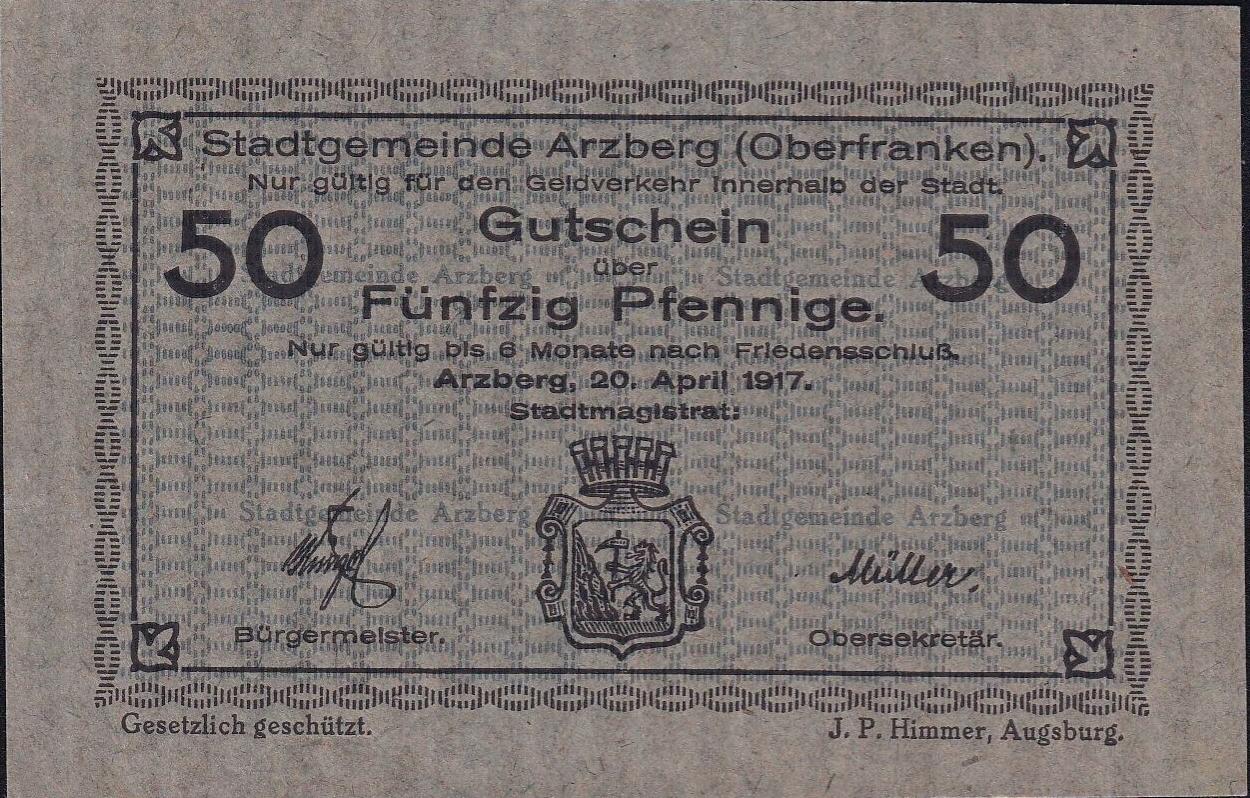 Stadtgemeinde Arzberg (Oberfranken).
Nur gültig für den Geldverkehr innerhalb der Stadt.
50 Gutschein 50
über
Stadtgemeinde Arzberg Stadtgemeinde Arzberg
Fünfzig Pfennige.
Nur gültig bis 6 Monate nach Friedensschluß.
Arzberg, 20. April 1917.
Stadtmagistrat:
Stadtgemeinde Arzberg Stadtgemeinde Arzberg
Müller,
Bürgermeister. Obersekretär.
Gesetzlich geschützt. J. P. Himmer, Augsburg.